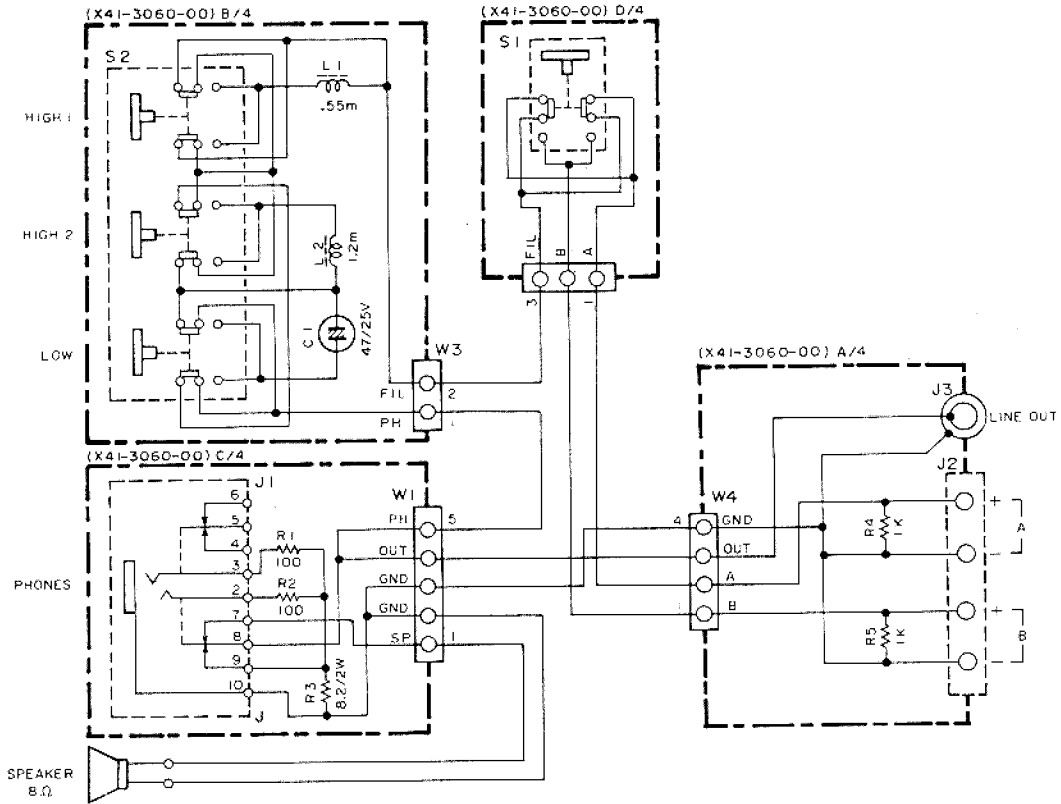 (X41-3060-00) B/4
(X41-3060-00) D/4
S2
S1
L1
.55m
HIGH 1
HIGH 2
L2
1.2m
LOW
C1
47/25V
FIL
B
A
3
1
W3
FIL
2
PH
1
(X41-3060-00) A/4
J3
LINE OUT
J2
(X41-3060-00) C/4
J1
6
5
4
3
2
7
8
9
10
J
R1
100
R2
100
R3
8.2/2W
PHONES
W1
PH
5
OUT
GND
GND
SP
1
W4
4
GND
OUT
A
1
B
R4
1K
R5
1K
+
A
-
+
B
-
SPEAKER
8Ω